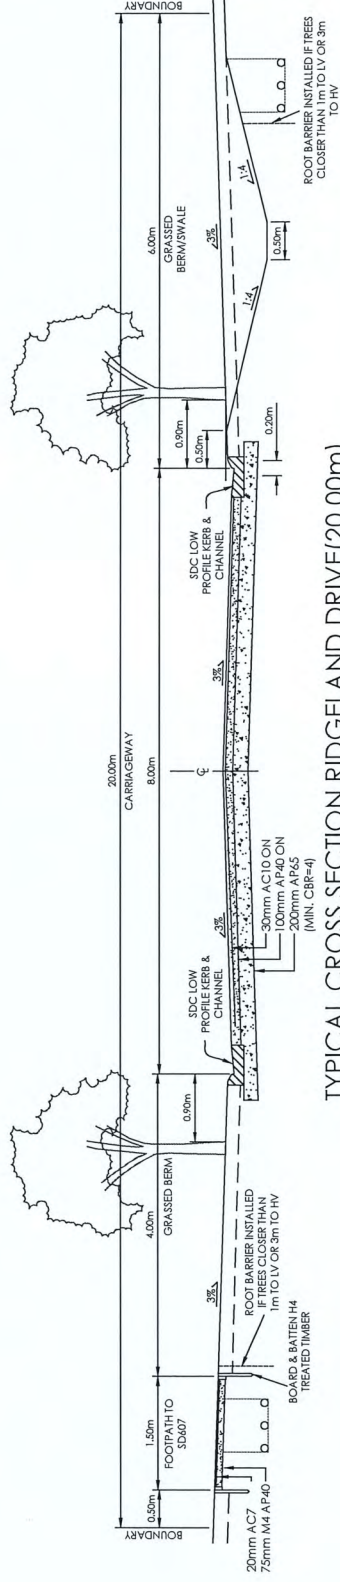 20.00m
CARRIAGEWAY
BOUNDARY
0.50m
1.50m
FOOTPATH TO
SD607
4.00m
GRASSED BERM
0.90m
8.00m
6.00m
GRASSED
BERM/SWALE
0.90m
0.50m
BOUNDARY
3%
SDC LOW
PROFILE KERB &
CHANNEL
3%
℄
3%
SDC LOW
PROFILE KERB &
CHANNEL
3%
1:4
1:4
0.50m
0.20m
20mm AC7
75mm M4 AP40
BOARD & BATTEN H4
TREATED TIMBER
ROOT BARRIER INSTALLED
IF TREES CLOSER THAN
1m TO LV OR 3m TO HV
30mm AC10 ON
100mm AP40 ON
200mm AP65
(MIN. CBR=4)
ROOT BARRIER INSTALLED IF TREES
CLOSER THAN 1m TO LV OR 3m
TO HV
TYPICAL CROSS SECTION RIDGELAND DRIVE(20.00m)